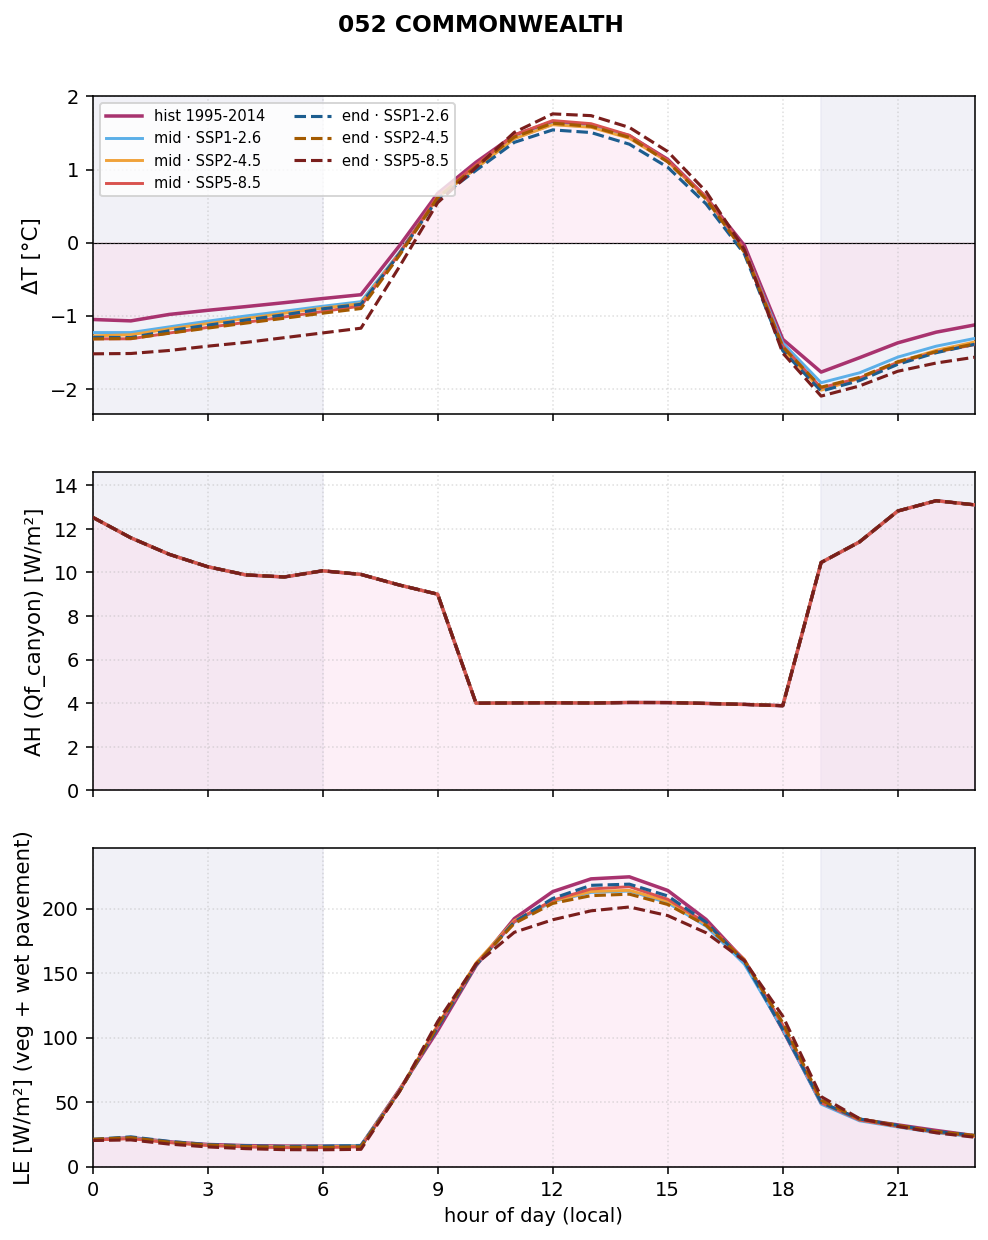 052 COMMONWEALTH
ΔT [°C]
2
1
0
−1
−2
hist 1995-2014
mid · SSP1-2.6
mid · SSP2-4.5
mid · SSP5-8.5
end · SSP1-2.6
end · SSP2-4.5
end · SSP5-8.5
AH (Qf_canyon) [W/m²]
14
12
10
8
6
4
2
0
LE [W/m²] (veg + wet pavement)
200
150
100
50
0
0 3 6 9 12 15 18 21
hour of day (local)